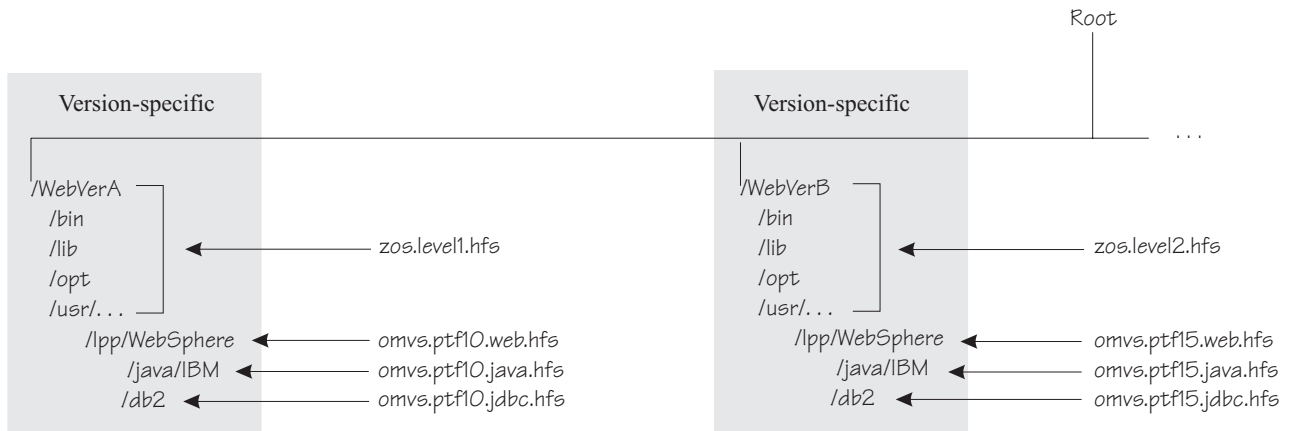 Root
Version-specific
Version-specific
. . .
/WebVerA
/bin
/lib
/opt
/usr/. . .
/lpp/WebSphere
/java/IBM
/db2
zos.level1.hfs
omvs.ptf10.web.hfs
omvs.ptf10.java.hfs
omvs.ptf10.jdbc.hfs
/WebVerB
/bin
/lib
/opt
/usr/. . .
/lpp/WebSphere
/java/IBM
/db2
zos.level2.hfs
omvs.ptf15.web.hfs
omvs.ptf15.java.hfs
omvs.ptf15.jdbc.hfs